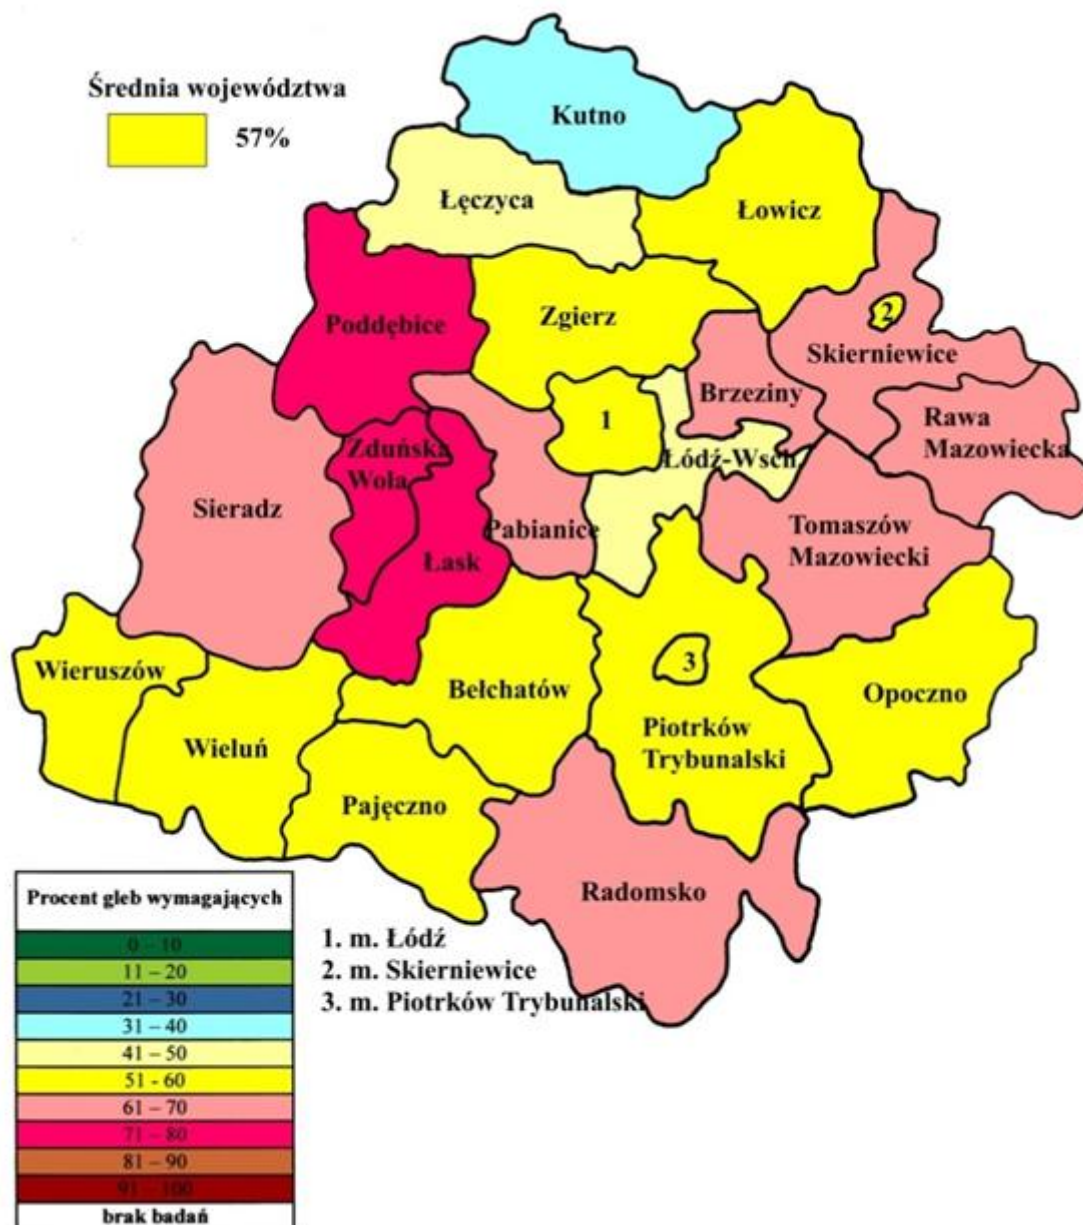 Średnia województwa
57%
Kutno
Łęczyca
Łowicz
Poddębice
Zgierz
2
Skierniewice
Brzeziny
1
Rawa
Mazowiecka
Zduńska
Wola
Łódź-Wsch.
Sieradz
Pabianice
Łask
Tomaszów
Mazowiecki
Wieruszów
3
Bełchatów
Opoczno
Wieluń
Piotrków
Trybunalski
Pajęczno
Radomsko
Procent gleb wymagających
0 – 10
11 – 20
21 – 30
31 – 40
41 – 50
51 - 60
61 – 70
71 – 80
81 – 90
91 – 100
brak badań
1. m. Łódź
2. m. Skierniewice
3. m. Piotrków Trybunalski